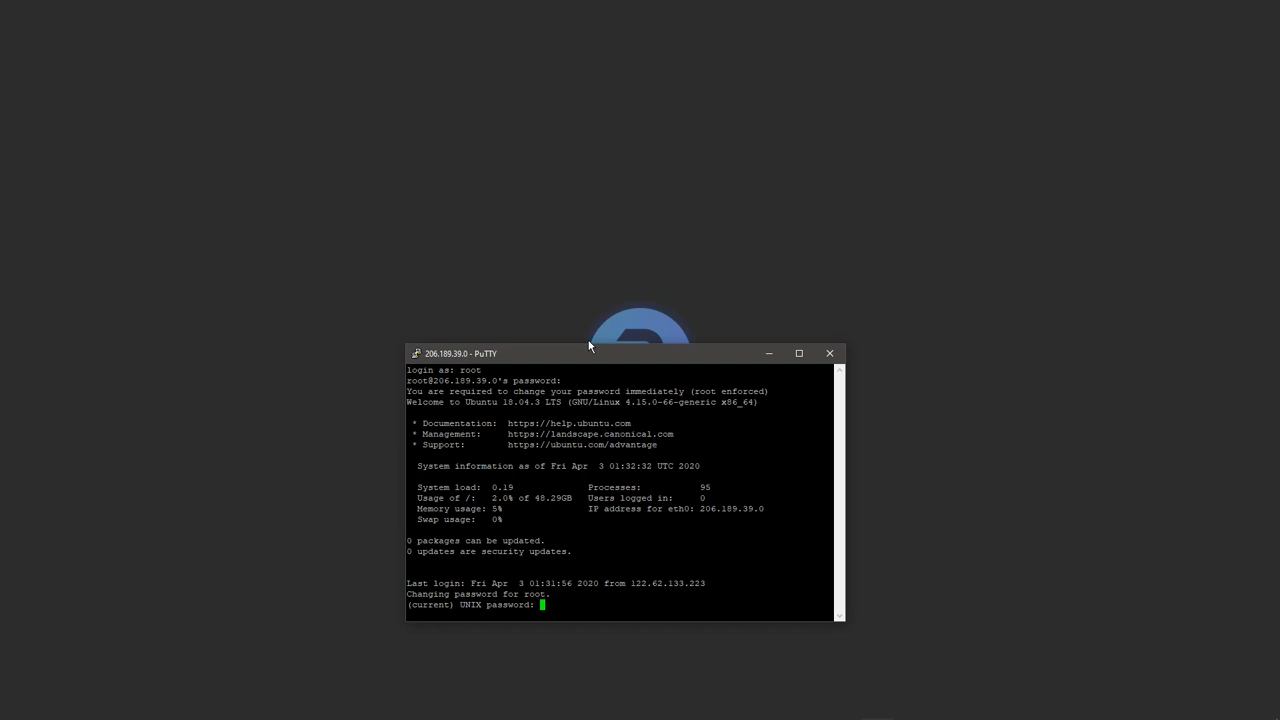 206.189.39.0 - PuTTY
login as: root
root@206.189.39.0's password:
You are required to change your password immediately (root enforced)
Welcome to Ubuntu 18.04.3 LTS (GNU/Linux 4.15.0-66-generic x86_64)
* Documentation: https://help.ubuntu.com
* Management: https://landscape.canonical.com
* Support: https://ubuntu.com/advantage
System information as of Fri Apr 3 01:32:32 UTC 2020
System load: 0.19 Processes: 95
Usage of /: 2.0% of 48.29GB Users logged in: 0
Memory usage: 5% IP address for eth0: 206.189.39.0
Swap usage: 0%
0 packages can be updated.
0 updates are security updates.
Last login: Fri Apr 3 01:31:56 2020 from 122.62.133.223
Changing password for root.
(current) UNIX password: